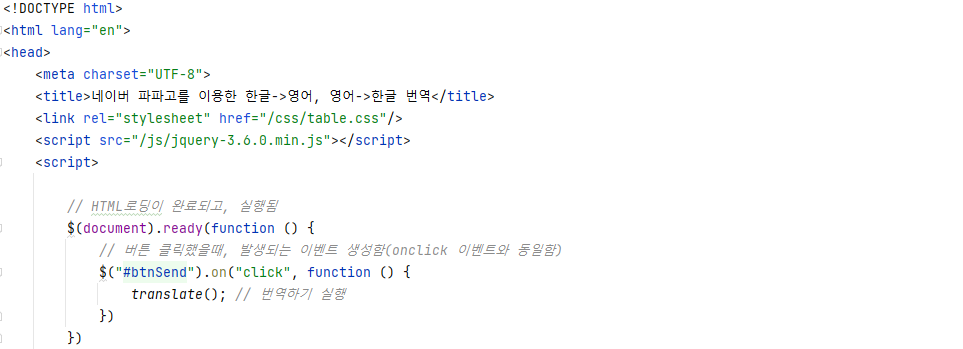 <!DOCTYPE html>
<html lang="en">
<head>
    <meta charset="UTF-8">
    <title>네이버 파파고를 이용한 한글->영어, 영어->한글 번역</title>
    <link rel="stylesheet" href="/css/table.css"/>
    <script src="/js/jquery-3.6.0.min.js"></script>
    <script>
        // HTML로딩이 완료되고, 실행됨
        $(document).ready(function () {
            // 버튼 클릭했을때, 발생되는 이벤트 생성함(onclick 이벤트와 동일함)
            $("#btnSend").on("click", function () {
                translate(); // 번역하기 실행
            })
        })